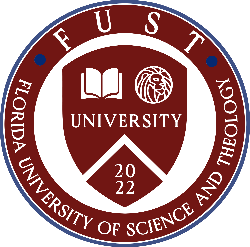 FUST
UNIVERSITY
20
22
FLORIDA UNIVERSITY OF SCIENCE AND THEOLOGY